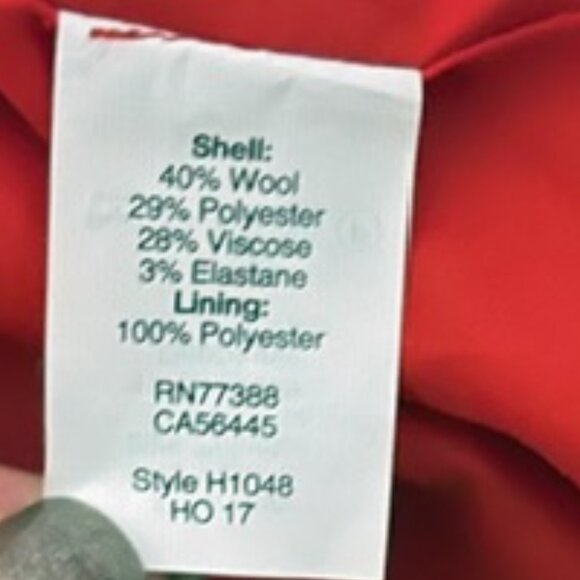 Shell:
40% Wool
29% Polyester
28% Viscose
3% Elastane
Lining:
100% Polyester
RN77388
CA56445
Style H1048
HO 17